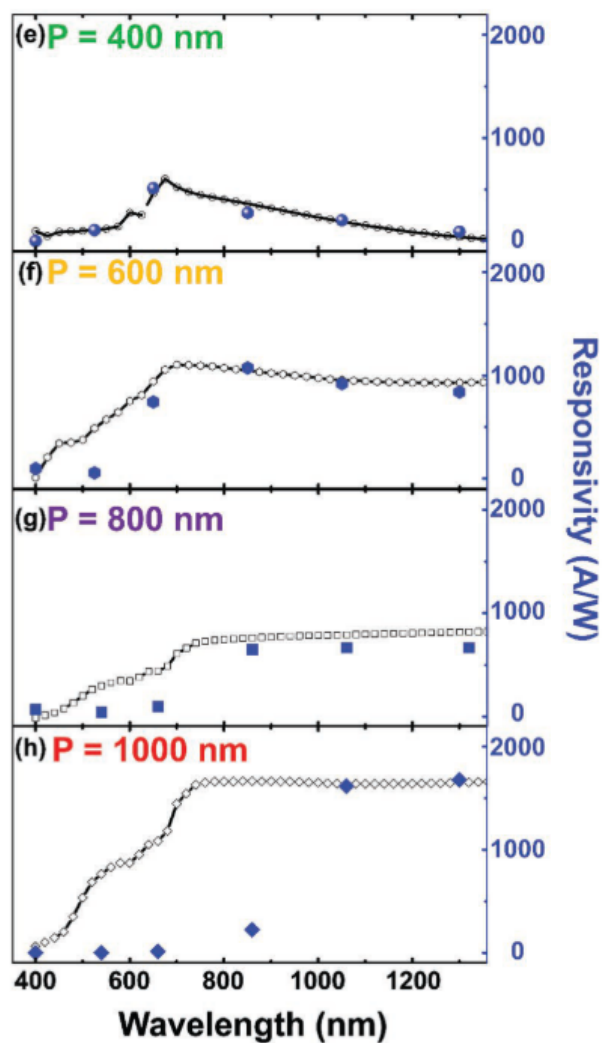 (e) P = 400 nm
2000
1000
0
(f) P = 600 nm
2000
1000
0
(g) P = 800 nm
2000
1000
0
(h) P = 1000 nm
2000
1000
0
Responsivity (A/W)
400 600 800 1000 1200
Wavelength (nm)